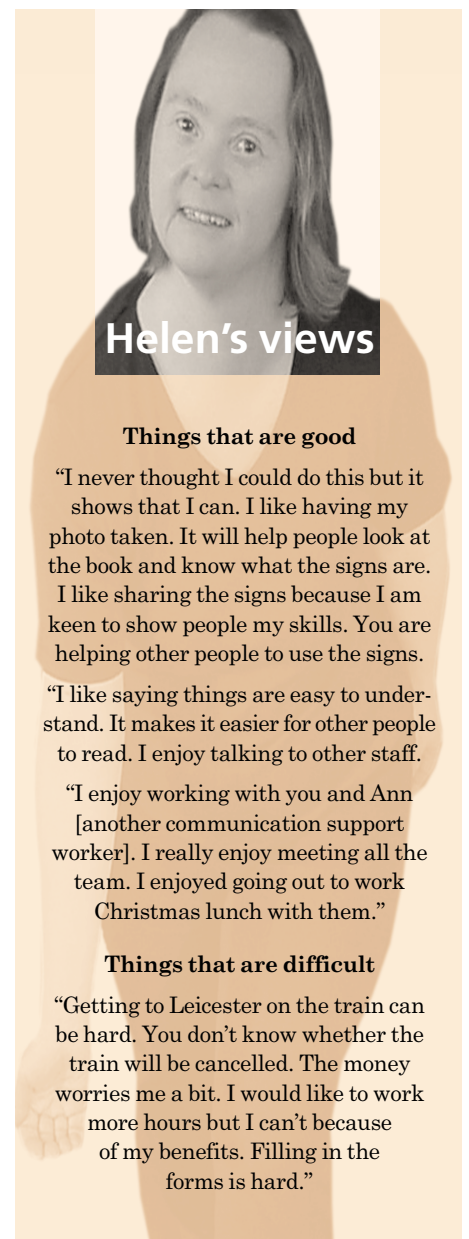 Helen’s views
Things that are good
“I never thought I could do this but it
shows that I can. I like having my
photo taken. It will help people look at
the book and know what the signs are.
I like sharing the signs because I am
keen to show people my skills. You are
helping other people to use the signs.
“I like saying things are easy to under-
stand. It makes it easier for other people
to read. I enjoy talking to other staff.
“I enjoy working with you and Ann
[another communication support
worker]. I really enjoy meeting all the
team. I enjoyed going out to work
Christmas lunch with them.”
Things that are difficult
“Getting to Leicester on the train can
be hard. You don’t know whether the
train will be cancelled. The money
worries me a bit. I would like to work
more hours but I can’t because
of my benefits. Filling in the
forms is hard.”